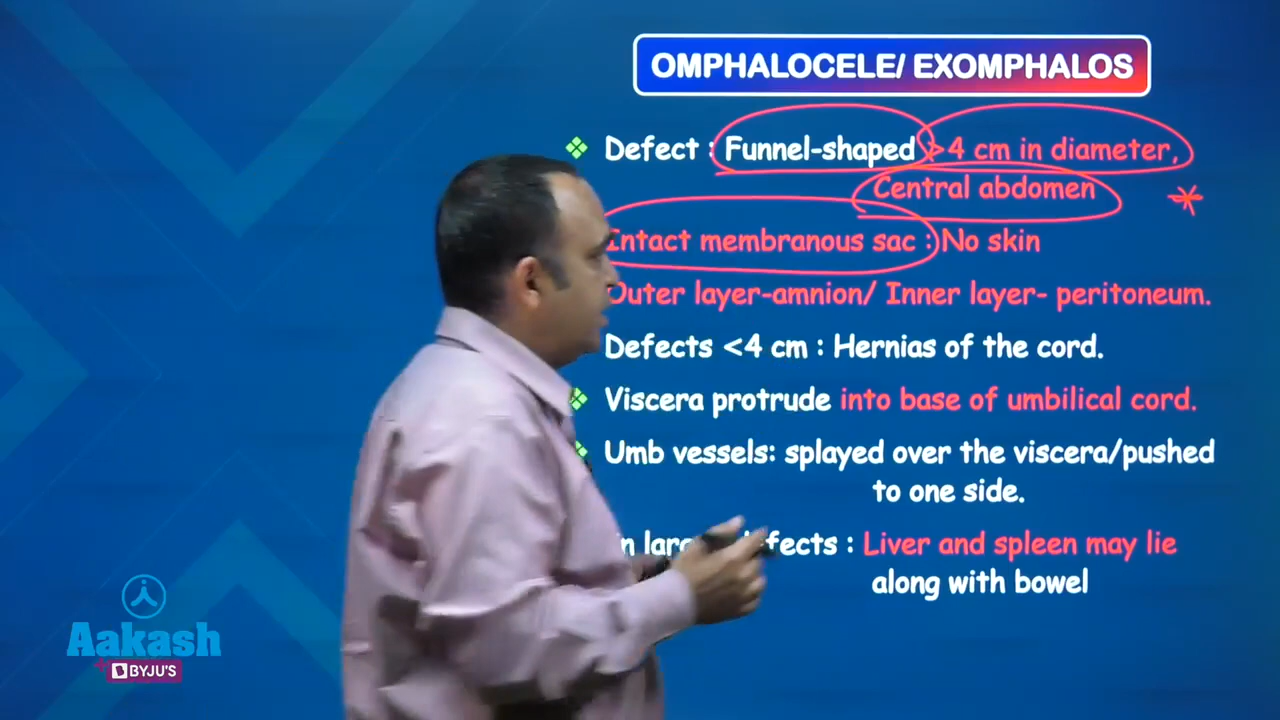 OMPHALOCELE/ EXOMPHALOS
Defect : Funnel-shaped >4 cm in diameter,
Central abdomen
Intact membranous sac : No skin
Outer layer-amnion/ Inner layer- peritoneum.
Defects <4 cm : Hernias of the cord.
Viscera protrude into base of umbilical cord.
Umb vessels: splayed over the viscera/pushed
to one side.
: Liver and spleen may lie
along with bowel
Aakash
+ BYJU'S